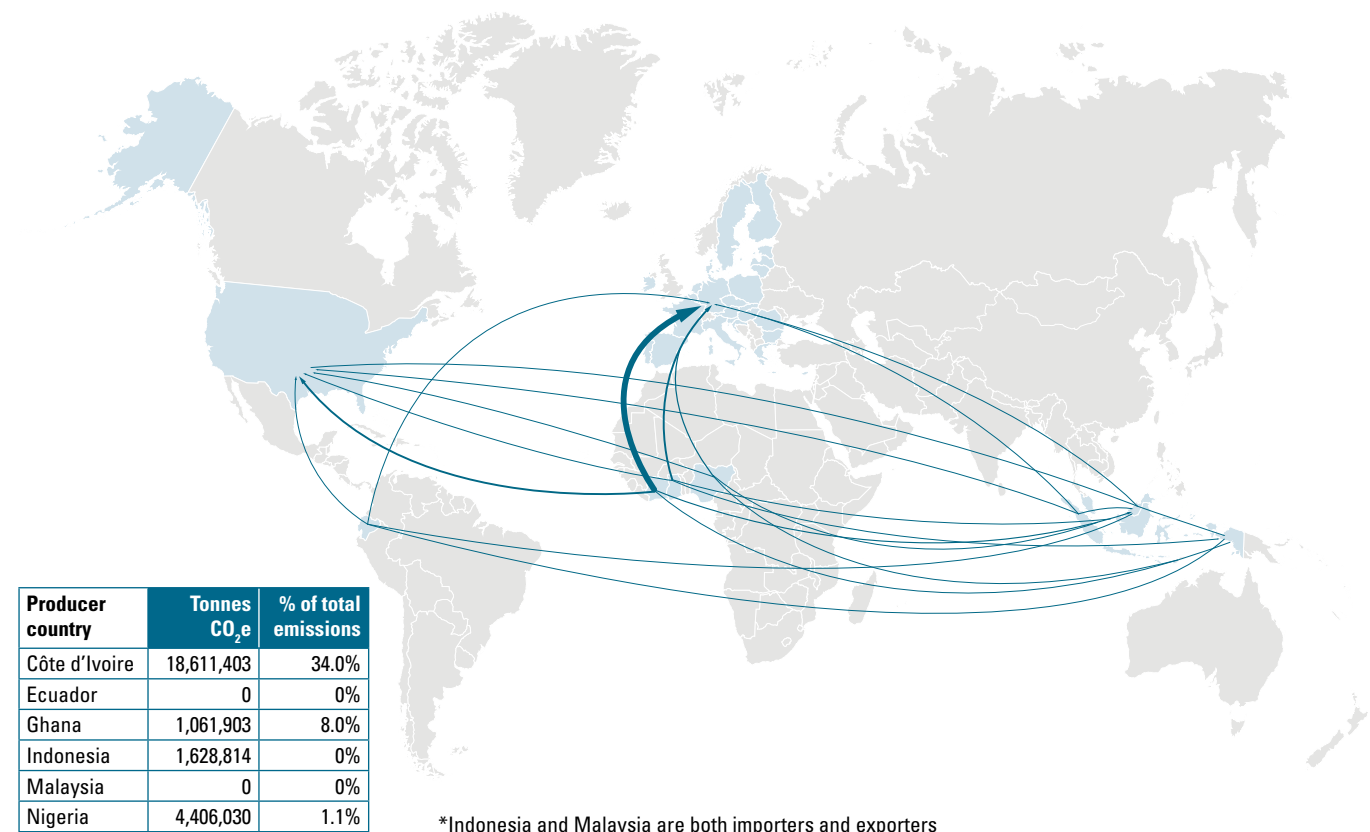 Producer country Tonnes CO₂e % of total emissions
Côte d'Ivoire 18,611,403 34.0%
Ecuador 0 0%
Ghana 1,061,903 8.0%
Indonesia 1,628,814 0%
Malaysia 0 0%
Nigeria 4,406,030 1.1%
*Indonesia and Malaysia are both importers and exporters